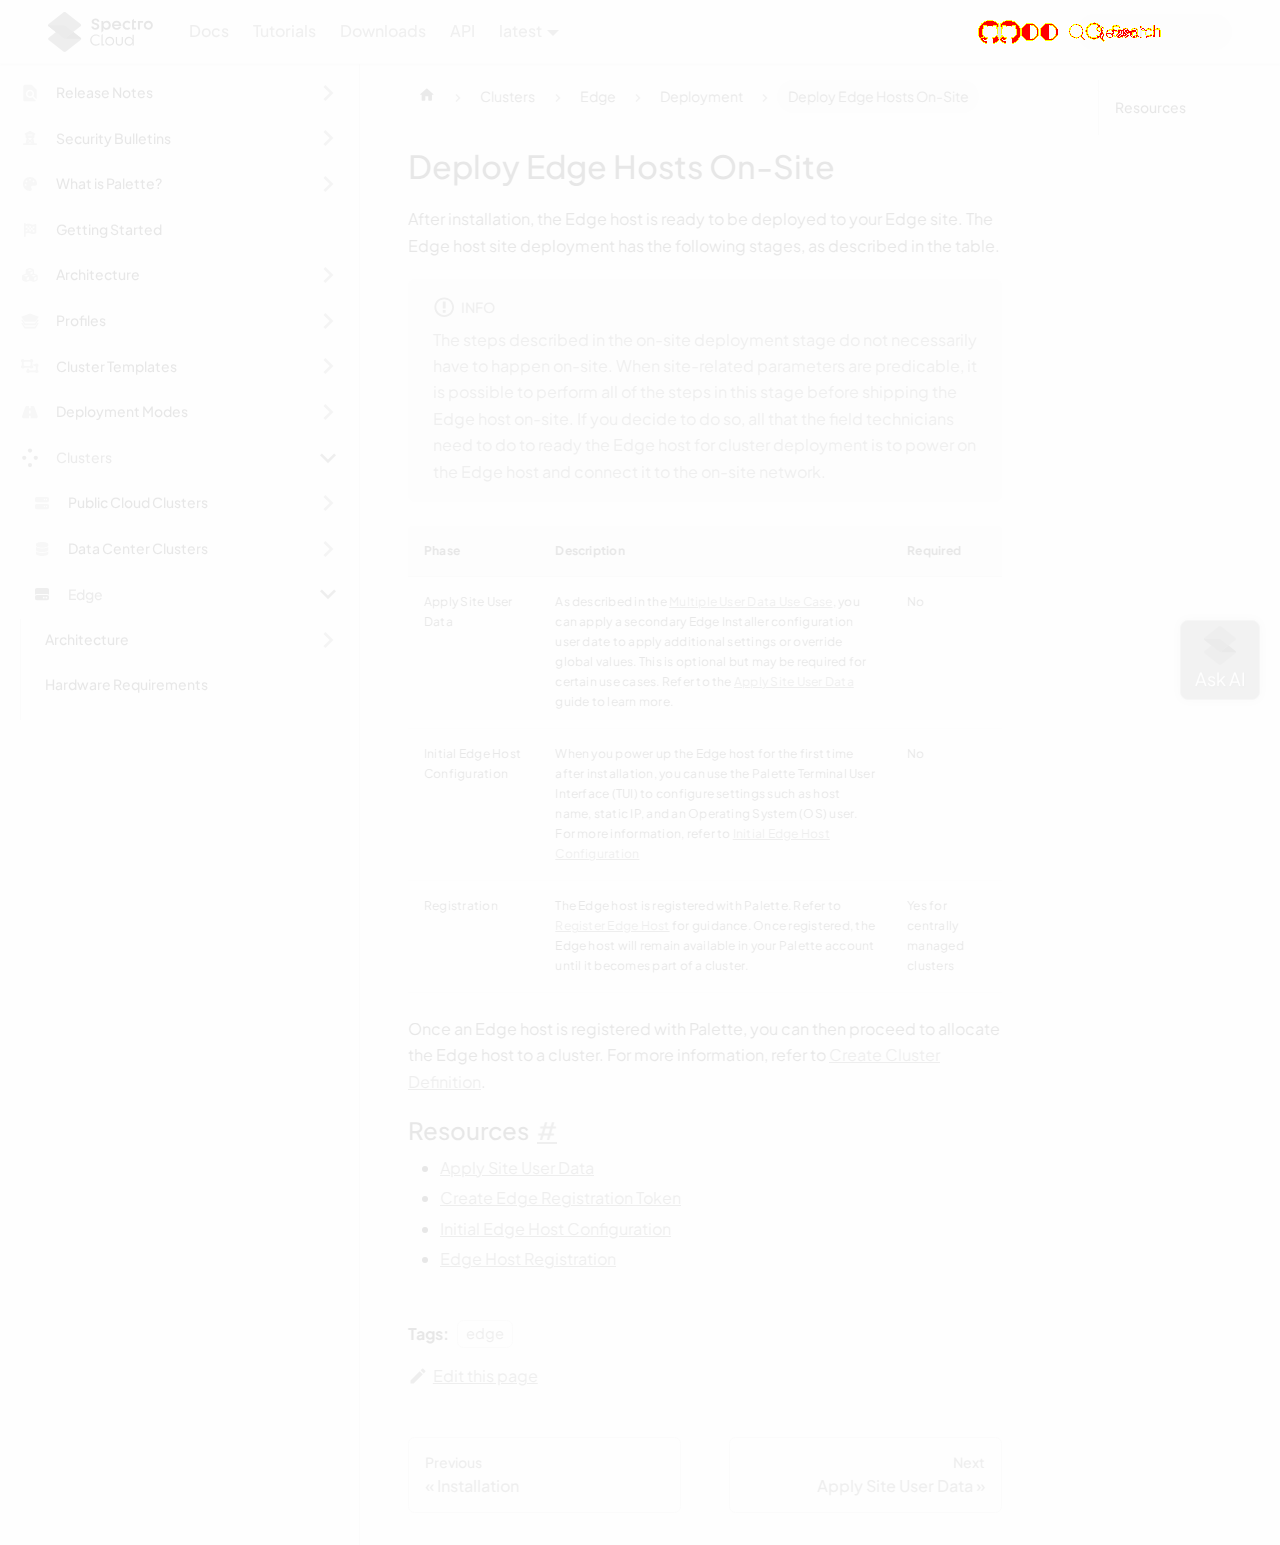 Spectro
Cloud
Docs
Tutorials
Downloads
API
latest
Search
Release Notes
Security Bulletins
What is Palette?
Getting Started
Architecture
Profiles
Cluster Templates
Deployment Modes
Clusters
Public Cloud Clusters
Data Center Clusters
Edge
Architecture
Hardware Requirements
Clusters
Edge
Deployment
Deploy Edge Hosts On-Site
Deploy Edge Hosts On-Site
After installation, the Edge host is ready to be deployed to your Edge site. The
Edge host site deployment has the following stages, as described in the table.
INFO
The steps described in the on-site deployment stage do not necessarily
have to happen on-site. When site-related parameters are predicable, it
is possible to perform all of the steps in this stage before shipping the
Edge host on-site. If you decide to do so, all that the field technicians
need to do to ready the Edge host for cluster deployment is to power on
the Edge host and connect it to the on-site network.
Phase Description Required
Apply Site User
Data
As described in the Multiple User Data Use Case, you
can apply a secondary Edge Installer configuration
user date to apply additional settings or override
global values. This is optional but may be required for
certain use cases. Refer to the Apply Site User Data
guide to learn more.
No
Initial Edge Host
Configuration
When you power up the Edge host for the first time
after installation, you can use the Palette Terminal User
Interface (TUI) to configure settings such as host
name, static IP, and an Operating System (OS) user.
For more information, refer to Initial Edge Host
Configuration
No
Registration
The Edge host is registered with Palette. Refer to
Register Edge Host for guidance. Once registered, the
Edge host will remain available in your Palette account
until it becomes part of a cluster.
Yes for
centrally
managed
clusters
Once an Edge host is registered with Palette, you can then proceed to allocate
the Edge host to a cluster. For more information, refer to Create Cluster
Definition.
Resources #
Apply Site User Data
Create Edge Registration Token
Initial Edge Host Configuration
Edge Host Registration
Tags: edge
Edit this page
Previous
« Installation
Next
Apply Site User Data »
Resources
Ask AI